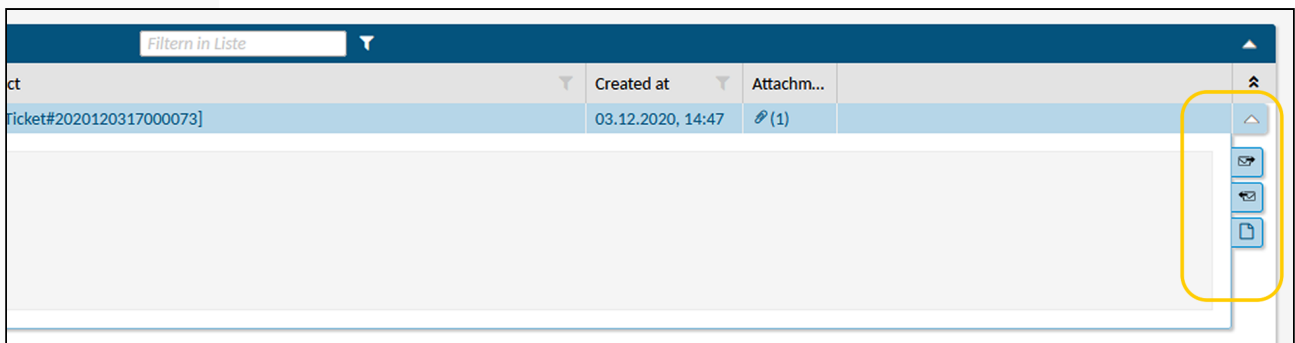 Filtern in Liste
ct Created at Attachm...
Ticket#2020120317000073] 03.12.2020, 14:47 (1)